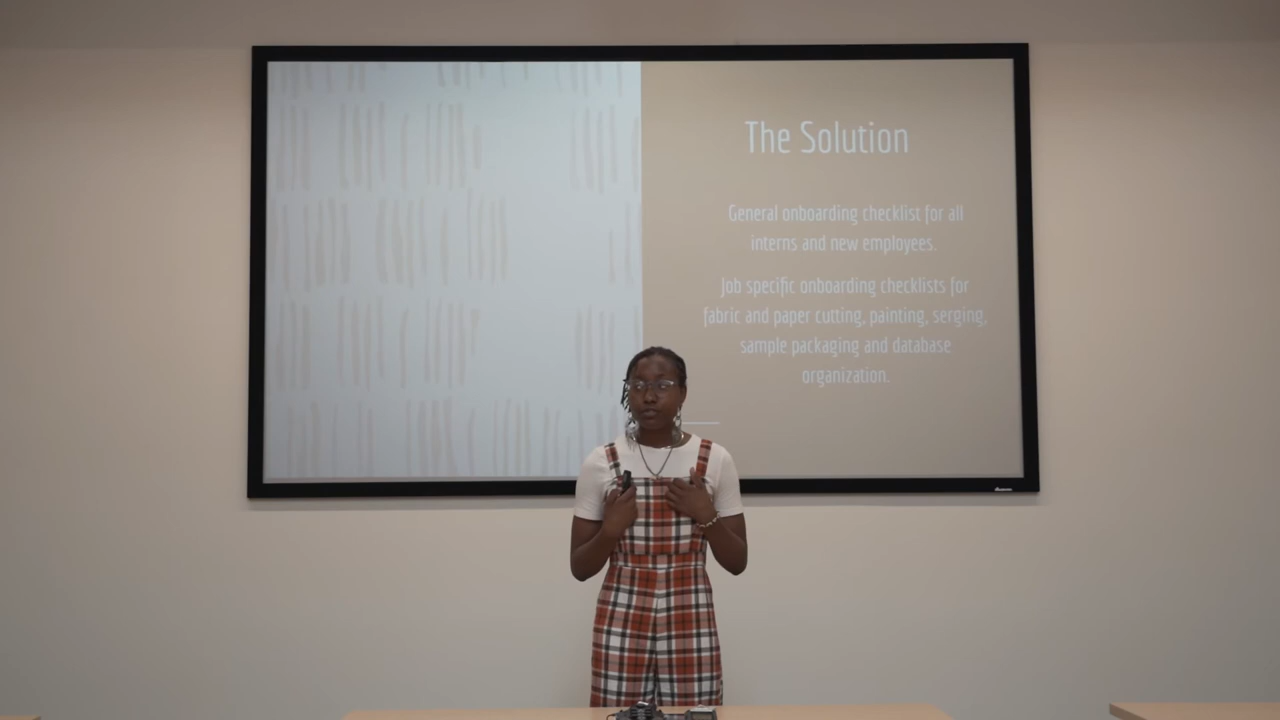 The Solution
General onboarding checklist for all
interns and new employees.
Job specific onboarding checklists for
fabric and paper cutting, painting, serging,
sample packaging and database
organization.